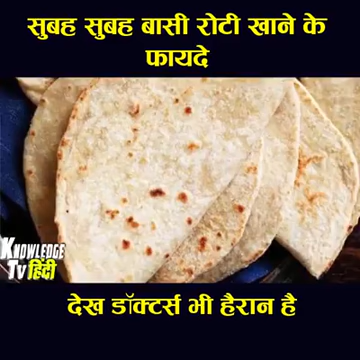 सुबह सुबह बासी रोटी खाने के
फायदे
KNOWLEDGE
TV हिंदी
देख डॉक्टर्स भी हैरान है